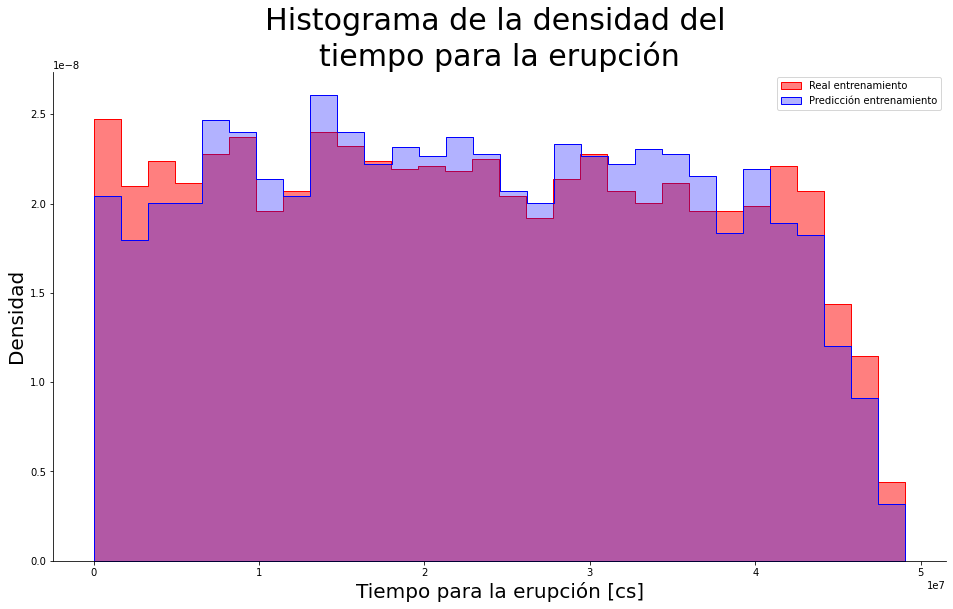 Histograma de la densidad del
tiempo para la erupción
1e−8
Real entrenamiento
Predicción entrenamiento
2.5
2.0
1.5
1.0
0.5
0.0
Densidad
0 1 2 3 4 5
1e7
Tiempo para la erupción [cs]